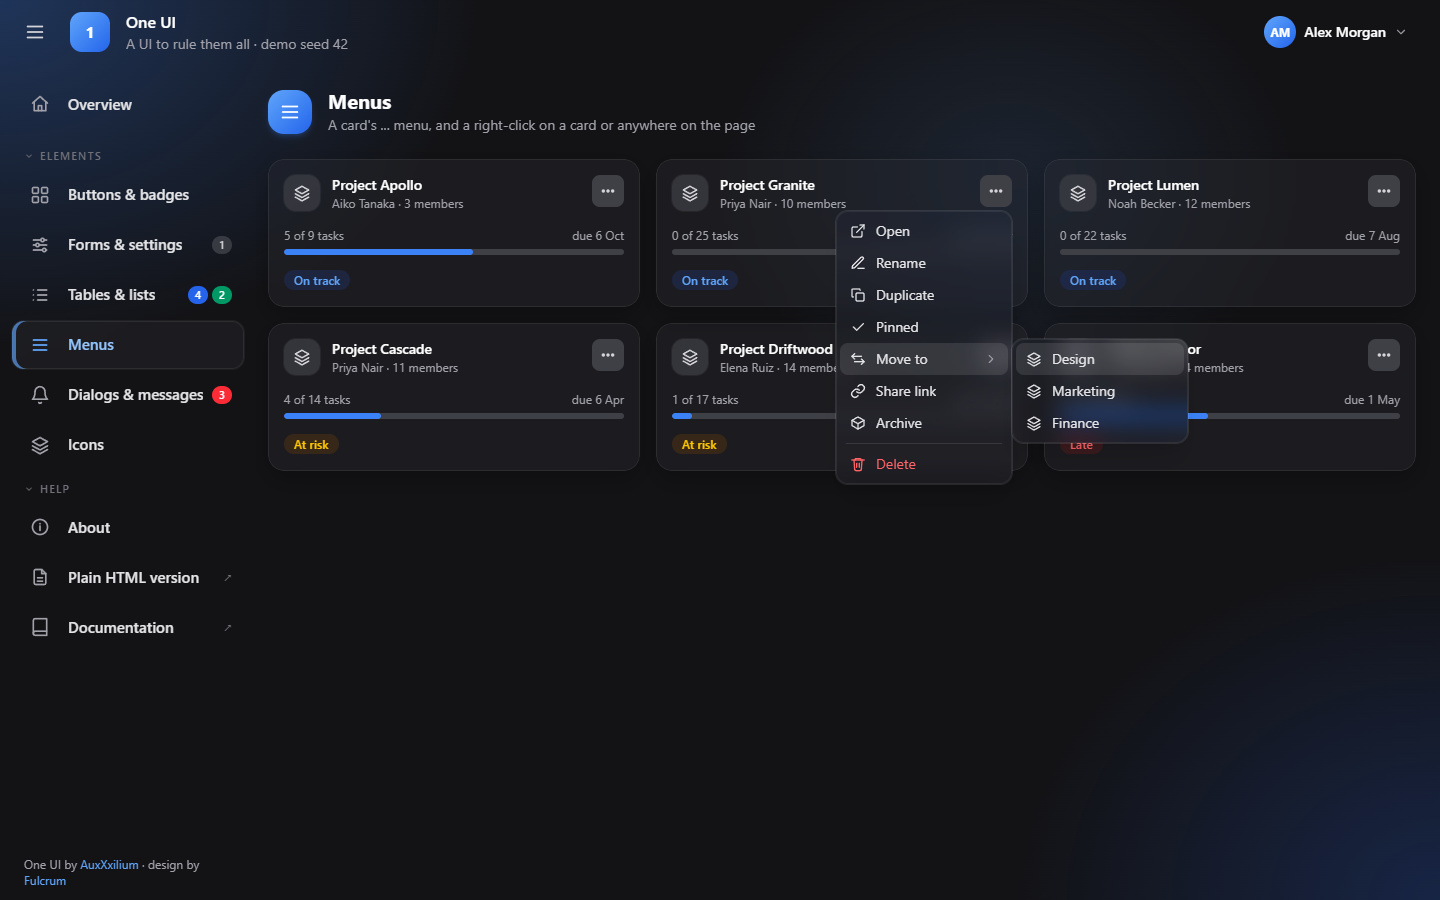 1
One UI
A UI to rule them all · demo seed 42
AM
Alex Morgan
Overview
ELEMENTS
Buttons & badges
Forms & settings
1
Tables & lists
4
2
Menus
Dialogs & messages
3
Icons
HELP
About
Plain HTML version
Documentation
One UI by AuxXxilium · design by
Fulcrum
Menus
A card's ... menu, and a right-click on a card or anywhere on the page
Project Apollo
Aiko Tanaka · 3 members
5 of 9 tasks
due 6 Oct
On track
Project Granite
Priya Nair · 10 members
0 of 25 tasks
On track
Project Lumen
Noah Becker · 12 members
0 of 22 tasks
due 7 Aug
On track
Project Cascade
Priya Nair · 11 members
4 of 14 tasks
due 6 Apr
At risk
Project Driftwood
Elena Ruiz · 14
1 of 17 tasks
At risk
members
due 1 May
Late
Open
Rename
Duplicate
Pinned
Move to
Share link
Archive
Delete
Design
Marketing
Finance